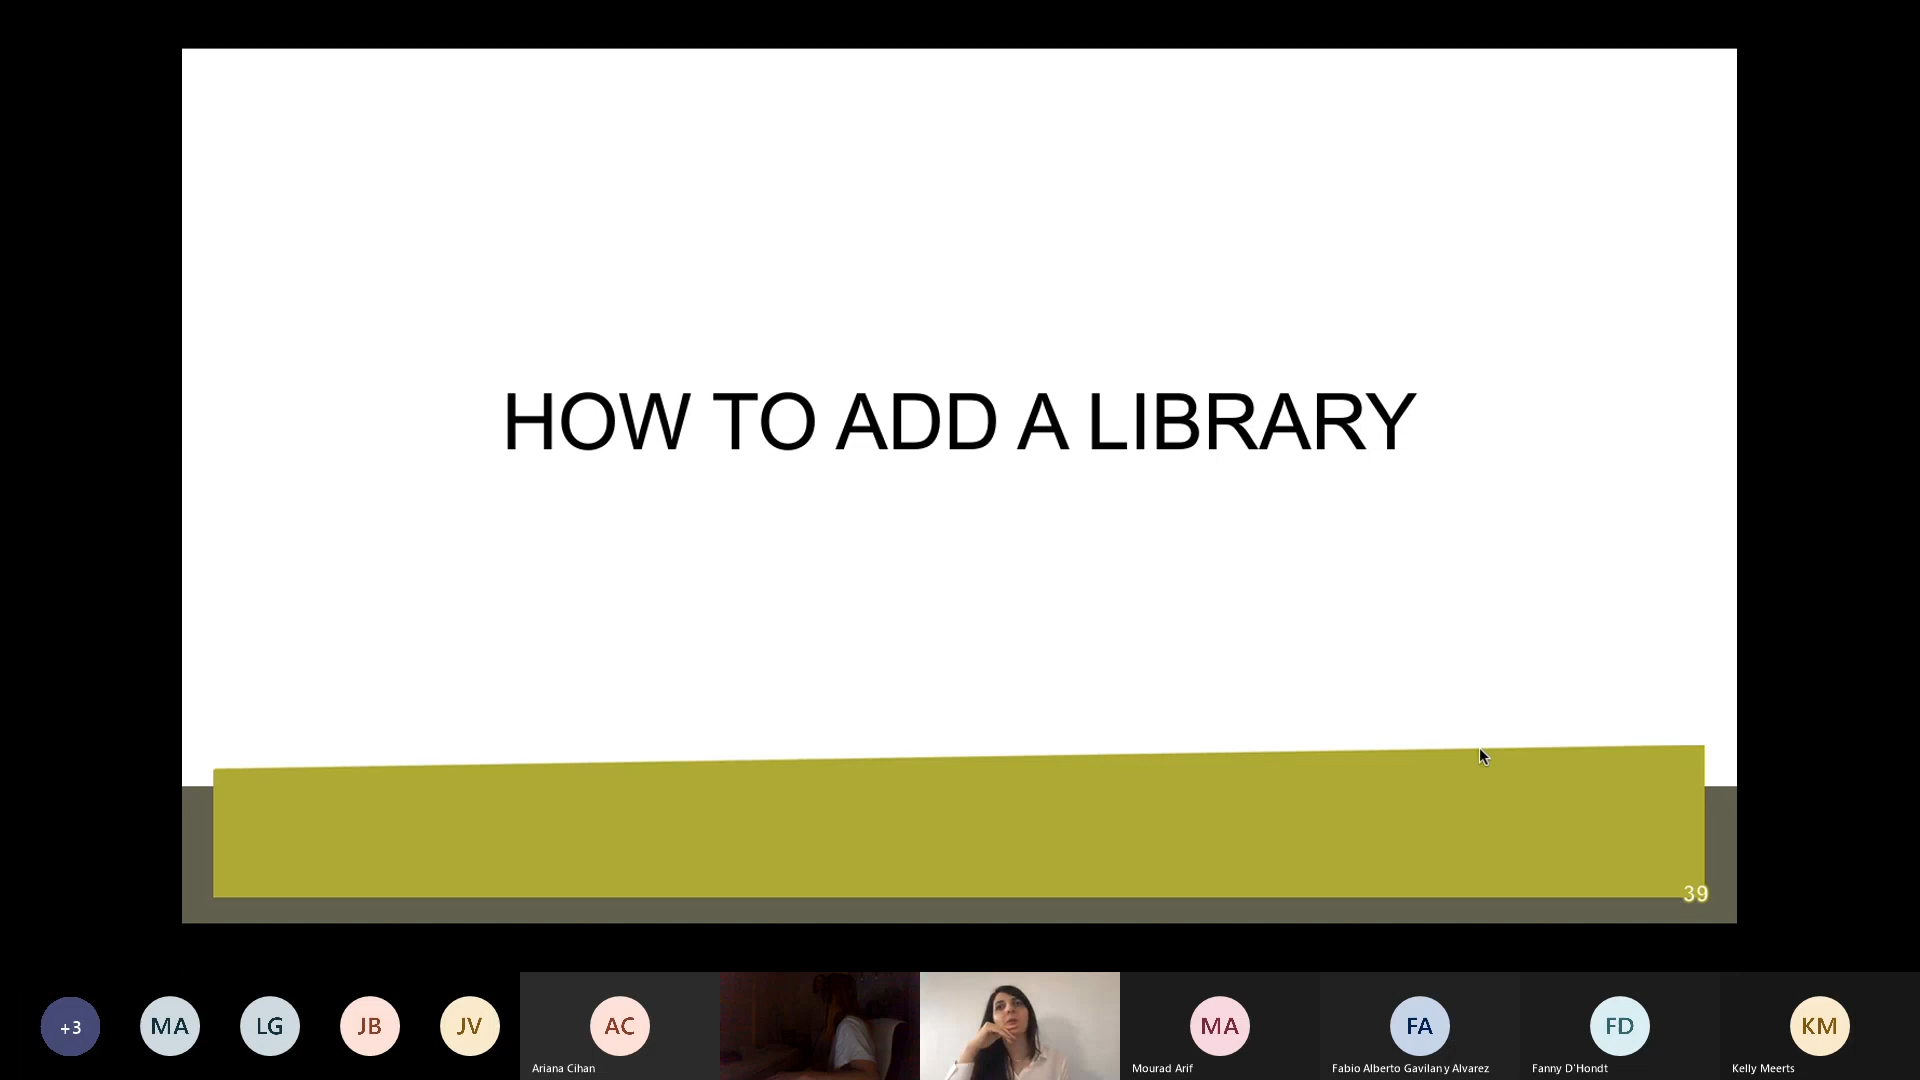 HOW TO ADD A LIBRARY
39
+3
MA
LG
JB
JV
AC
MA
FA
FD
KM
Ariana Cihan
Mourad Arif
Fabio Alberto Gavilan y Alvarez
Fanny D'Hondt
Kelly Meerts